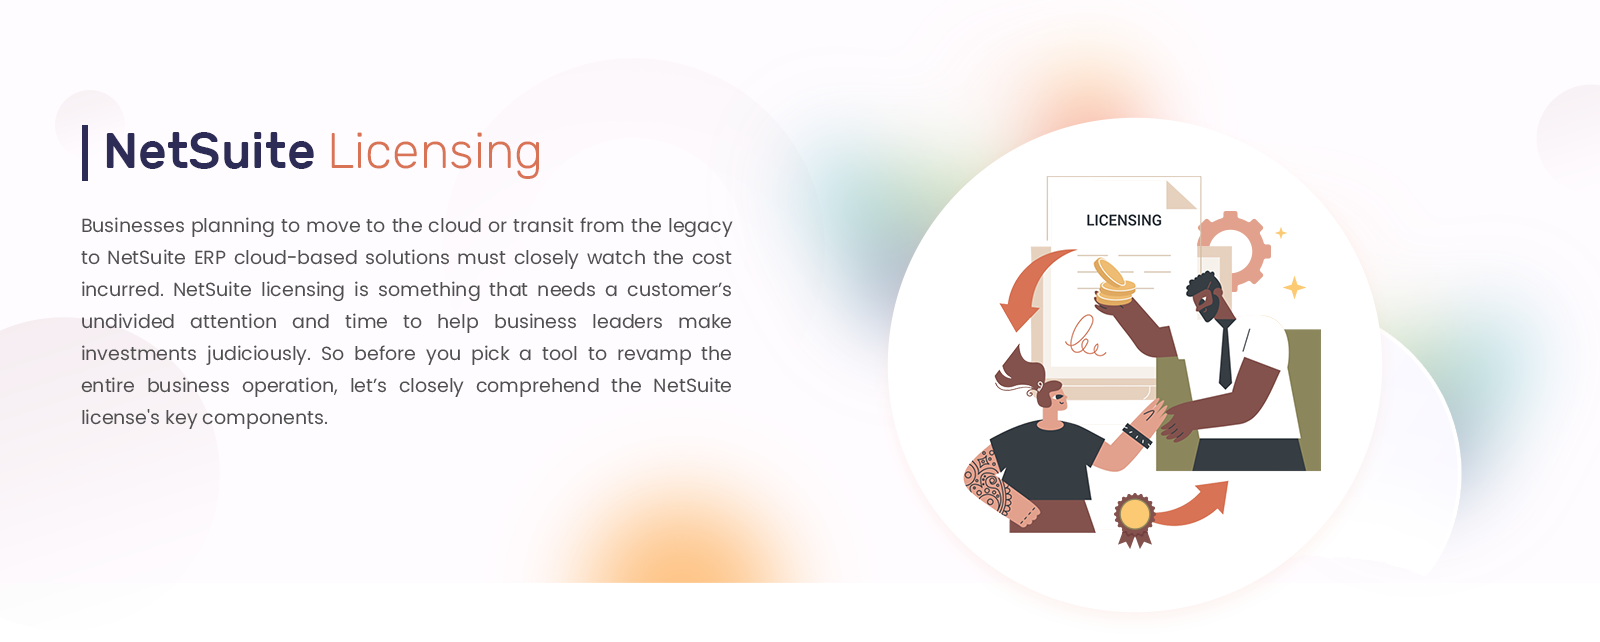 NetSuite Licensing
Businesses planning to move to the cloud or transit from the legacy
to NetSuite ERP cloud-based solutions must closely watch the cost
incurred. NetSuite licensing is something that needs a customer‘s
undivided attention and time to help business leaders make
investments judiciously. So before you pick a tool to revamp the
entire business operation, let’s closely comprehend the NetSuite
license's key components.
LICENSING